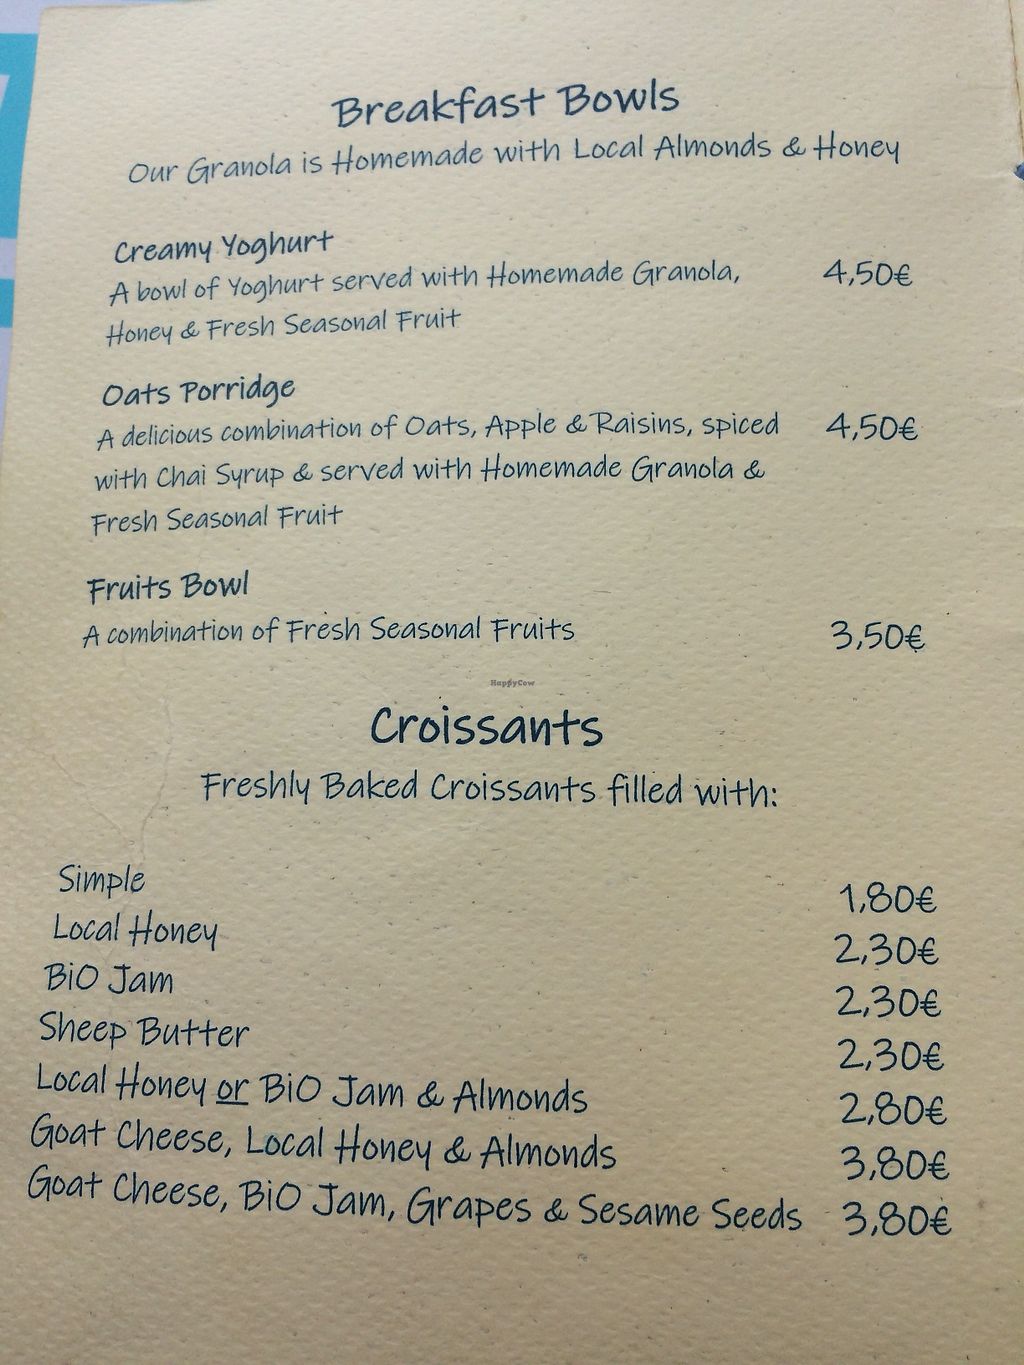 Breakfast Bowls
Our Granola is Homemade with Local Almonds & Honey
Creamy Yoghurt
A bowl of Yoghurt served with Homemade Granola, 4,50€
Honey & Fresh Seasonal Fruit
Oats Porridge
A delicious combination of Oats, Apple & Raisins, spiced 4,50€
with Chai Syrup & served with Homemade Granola &
Fresh Seasonal Fruit
Fruits Bowl
A combination of Fresh Seasonal Fruits 3,50€
HappyCow
Croissants
Freshly Baked Croissants filled with:
Simple 1,80€
Local Honey 2,30€
BiO Jam 2,30€
Sheep Butter 2,30€
Local Honey or BiO Jam & Almonds 2,80€
Goat Cheese, Local Honey & Almonds 3,80€
Goat Cheese, BiO Jam, Grapes & Sesame Seeds 3,80€